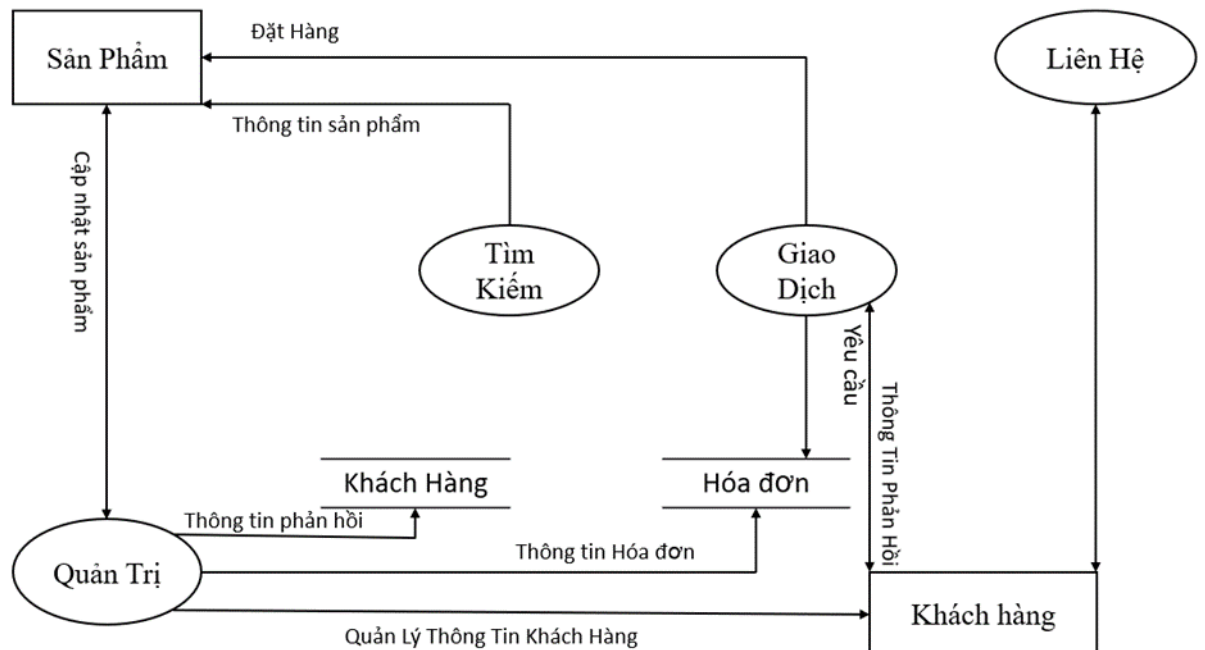 Đặt Hàng
Sản Phẩm
Liên Hệ
Thông tin sản phẩm
Cập nhật sản phẩm
Tìm
Kiếm
Giao
Dịch
Yêu cầu
Thông Tin Phản Hồi
Khách Hàng
Hóa đơn
Thông tin phản hồi
Thông tin Hóa đơn
Quản Trị
Khách hàng
Quản Lý Thông Tin Khách Hàng